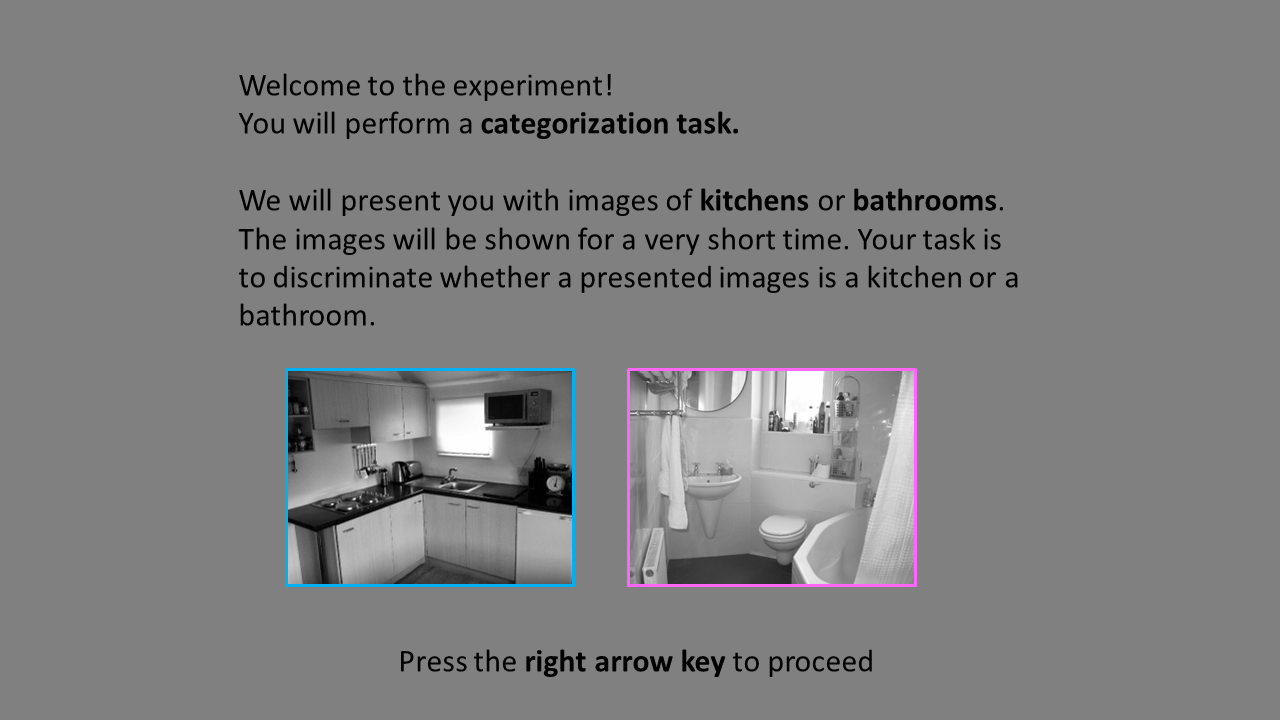 Welcome to the experiment!
You will perform a categorization task.
We will present you with images of kitchens or bathrooms.
The images will be shown for a very short time. Your task is
to discriminate whether a presented images is a kitchen or a
bathroom.
Press the right arrow key to proceed